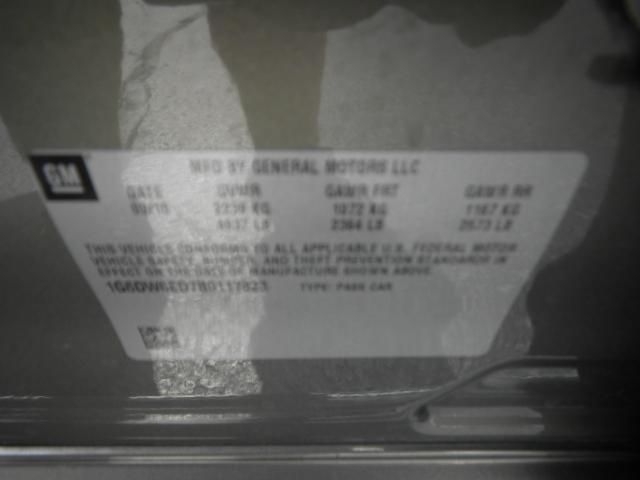 GM
MFD BY GENERAL MOTORS LLC
DATE GVWR GAWR FRT GAWR RR
09/10 2239 KG 1072 KG 1167 KG
4937 LB 2364 LB 2573 LB
THIS VEHICLE CONFORMS TO ALL APPLICABLE U.S. FEDERAL MOTOR
VEHICLE SAFETY, BUMPER, AND THEFT PREVENTION STANDARDS IN
EFFECT ON THE DATE OF MANUFACTURE SHOWN ABOVE.
TYPE: PASS CAR